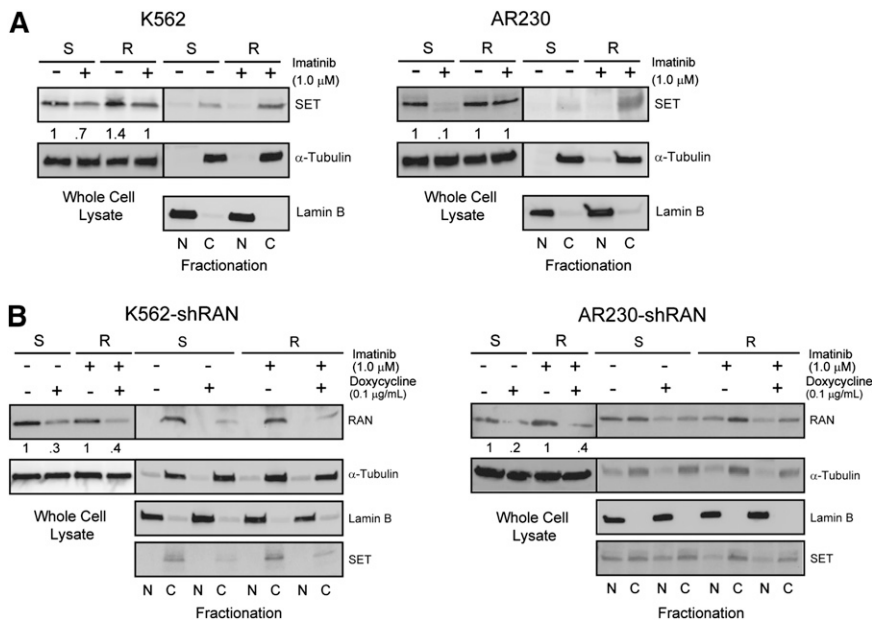 A
K562
AR230
S R S R
Imatinib
(1.0 μM)
- + - + - - + +
SET
1 .7 1.4 1
α-Tubulin
Whole Cell
Lysate
Lamin B
N C N C
Fractionation
S R S R
Imatinib
(1.0 μM)
- + - + - - + +
SET
1 .1 1 1
α-Tubulin
Whole Cell
Lysate
Lamin B
N C N C
Fractionation
B
K562-shRAN
AR230-shRAN
S R S R
Imatinib
(1.0 μM)
- - + + - - + +
Doxycycline
(0.1 μg/mL)
- + - + - + - +
RAN
1 .3 1 .4
α-Tubulin
Whole Cell
Lysate
Lamin B
SET
N C N C N C N C
Fractionation
S R S R
Imatinib
(1.0 μM)
- - + + - - + +
Doxycycline
(0.1 μg/mL)
- + - + - + - +
RAN
1 .2 1 .4
α-Tubulin
Whole Cell
Lysate
Lamin B
SET
N C N C N C N C
Fractionation